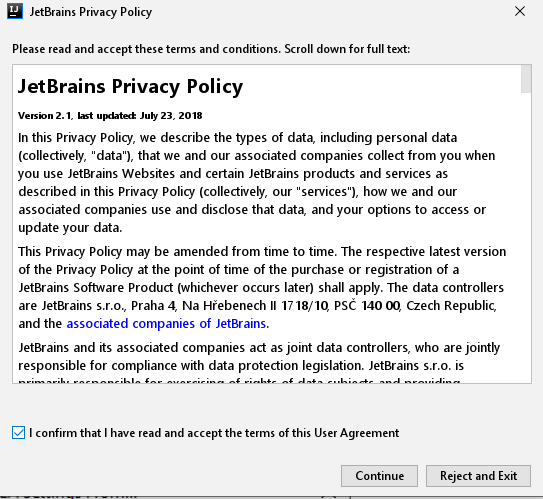 IJ JetBrains Privacy Policy
Please read and accept these terms and conditions. Scroll down for full text:
JetBrains Privacy Policy
Version 2.1, last updated: July 23, 2018
In this Privacy Policy, we describe the types of data, including personal data
(collectively, "data"), that we and our associated companies collect from you when
you use JetBrains Websites and certain JetBrains products and services as
described in this Privacy Policy (collectively, our "services"), how we and our
associated companies use and disclose that data, and your options to access or
update your data.
This Privacy Policy may be amended from time to time. The respective latest version
of the Privacy Policy at the point of time of the purchase or registration of a
JetBrains Software Product (whichever occurs later) shall apply. The data controllers
are JetBrains s.r.o., Praha 4, Na Hřebenech II 1718/10, PSČ 140 00, Czech Republic,
and the associated companies of JetBrains.
JetBrains and its associated companies act as joint data controllers, who are jointly
responsible for compliance with data protection legislation. JetBrains s.r.o. is
primarily responsible for exercising of rights of data subjects and providing
I confirm that I have read and accept the terms of this User Agreement
Continue Reject and Exit